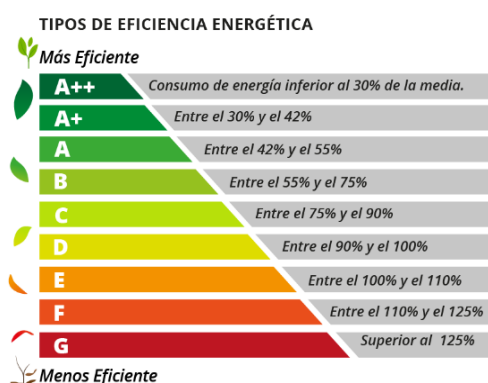 TIPOS DE EFICIENCIA ENERGÉTICA
Más Eficiente
A++ Consumo de energía inferior al 30% de la media.
A+ Entre el 30% y el 42%
A Entre el 42% y el 55%
B Entre el 55% y el 75%
C Entre el 75% y el 90%
D Entre el 90% y el 100%
E Entre el 100% y el 110%
F Entre el 110% y el 125%
G Superior al 125%
Menos Eficiente